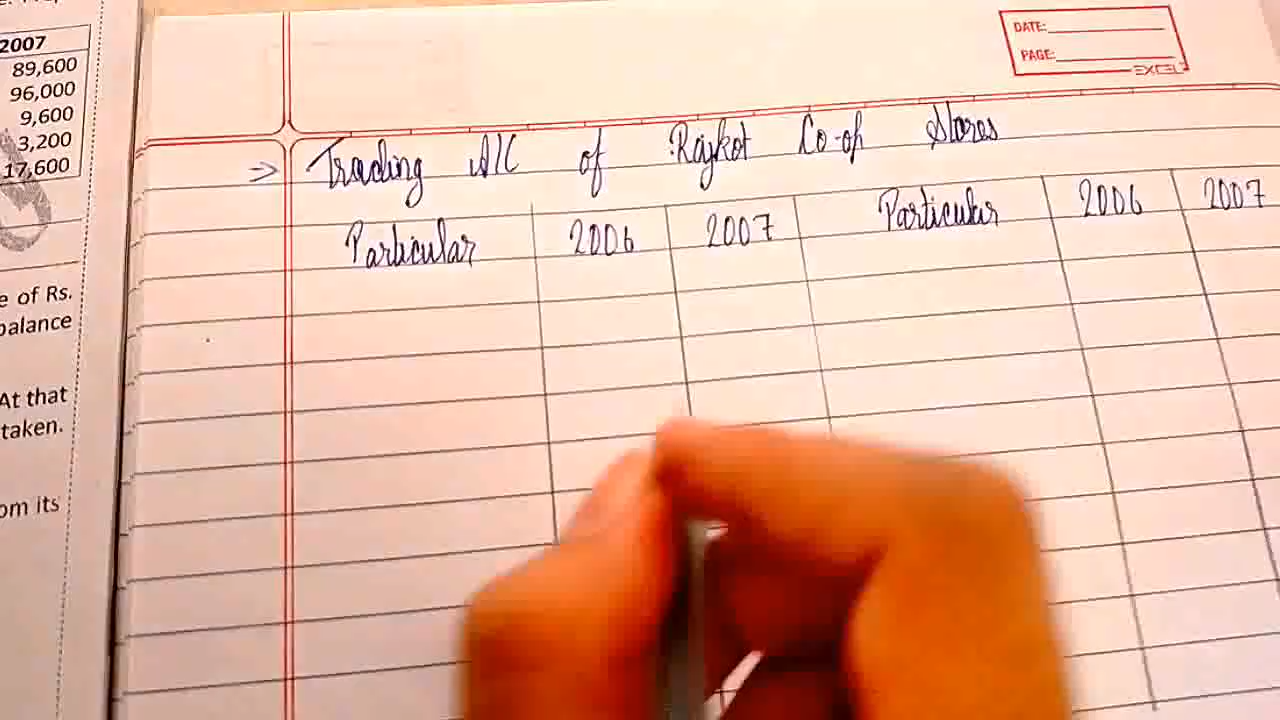 2007
89,600
96,000
9,600
3,200
17,600
e of Rs.
balance
At that
taken.
om its
DATE:
PAGE:
EXCEL
⇒ Trading A/C of Rajkot Co-op Stores
Particular 2006 2007 Particular 2006 2007